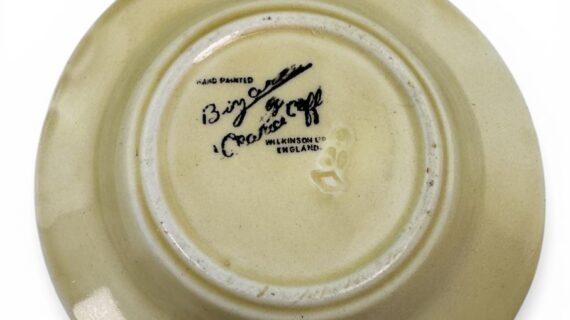 HAND PAINTED
Bizarre
by
Clarice Cliff
WILKINSON LTD
ENGLAND.